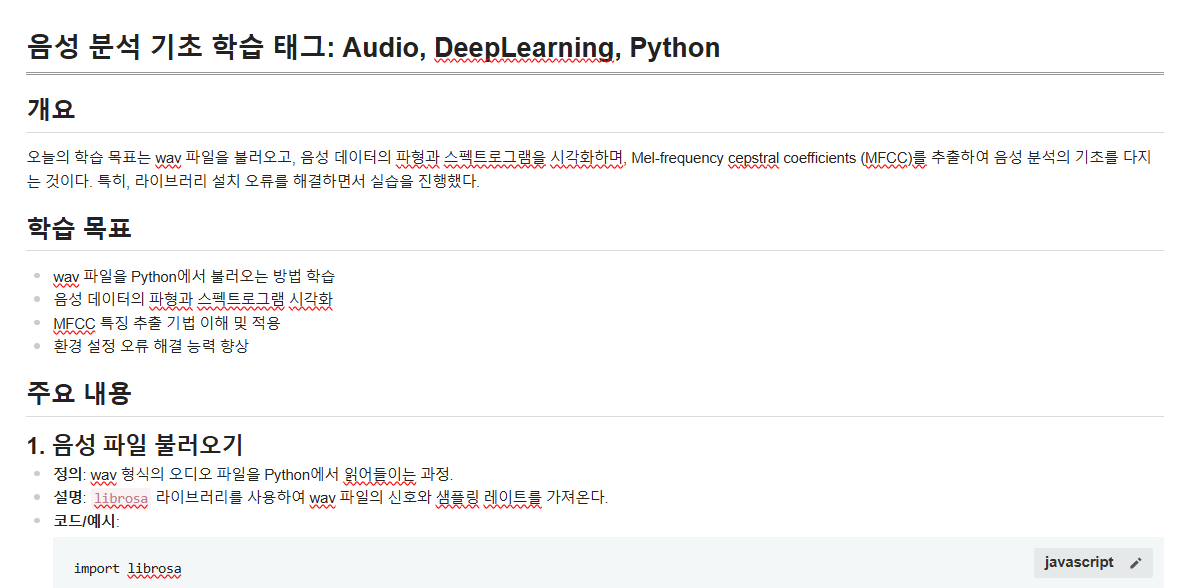 음성 분석 기초 학습 태그: Audio, DeepLearning, Python
개요
오늘의 학습 목표는 wav 파일을 불러오고, 음성 데이터의 파형과 스펙트로그램을 시각화하며, Mel-frequency cepstral coefficients (MFCC)를 추출하여 음성 분석의 기초를 다지
는 것이다. 특히, 라이브러리 설치 오류를 해결하면서 실습을 진행했다.
학습 목표
wav 파일을 Python에서 불러오는 방법 학습
음성 데이터의 파형과 스펙트로그램 시각화
MFCC 특징 추출 기법 이해 및 적용
환경 설정 오류 해결 능력 향상
주요 내용
1. 음성 파일 불러오기
정의: wav 형식의 오디오 파일을 Python에서 읽어들이는 과정.
설명: librosa 라이브러리를 사용하여 wav 파일의 신호와 샘플링 레이트를 가져온다.
코드/예시:
javascript
import librosa